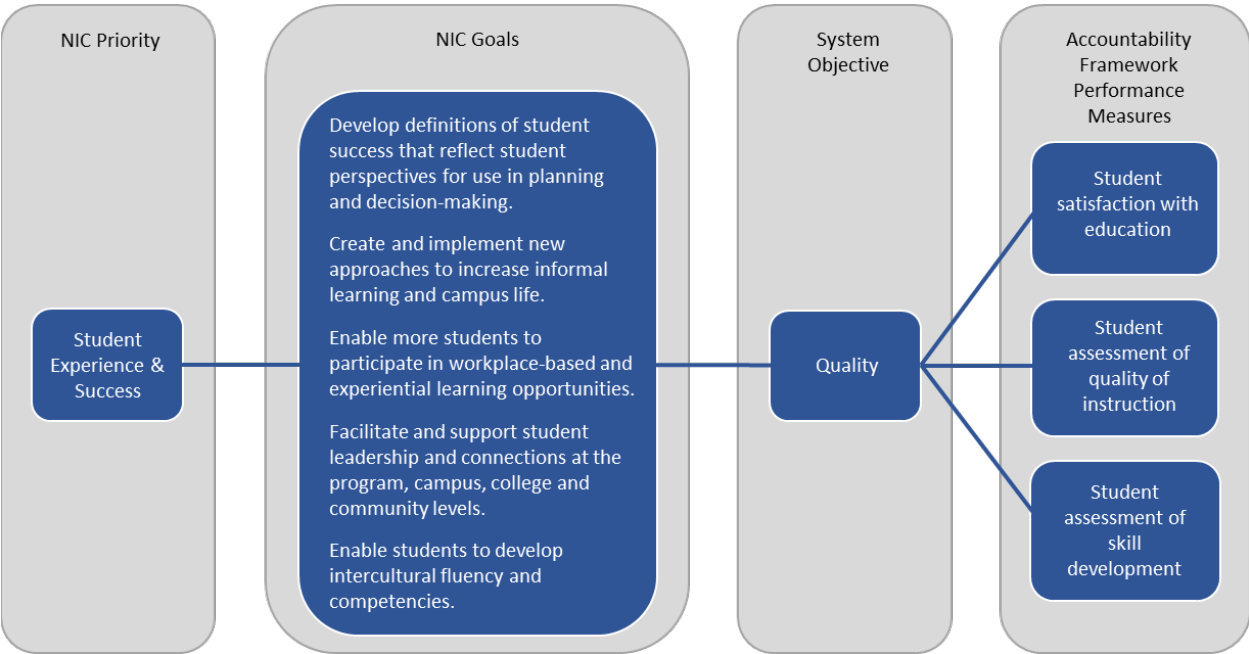 NIC Priority
Student
Experience &
Success
NIC Goals
Develop definitions of student
success that reflect student
perspectives for use in planning
and decision-making.
Create and implement new
approaches to increase informal
learning and campus life.
Enable more students to
participate in workplace-based and
experiential learning opportunities.
Facilitate and support student
leadership and connections at the
program, campus, college and
community levels.
Enable students to develop
intercultural fluency and
competencies.
System
Objective
Quality
Accountability
Framework
Performance
Measures
Student
satisfaction with
education
Student
assessment of
quality of
instruction
Student
assessment of
skill
development